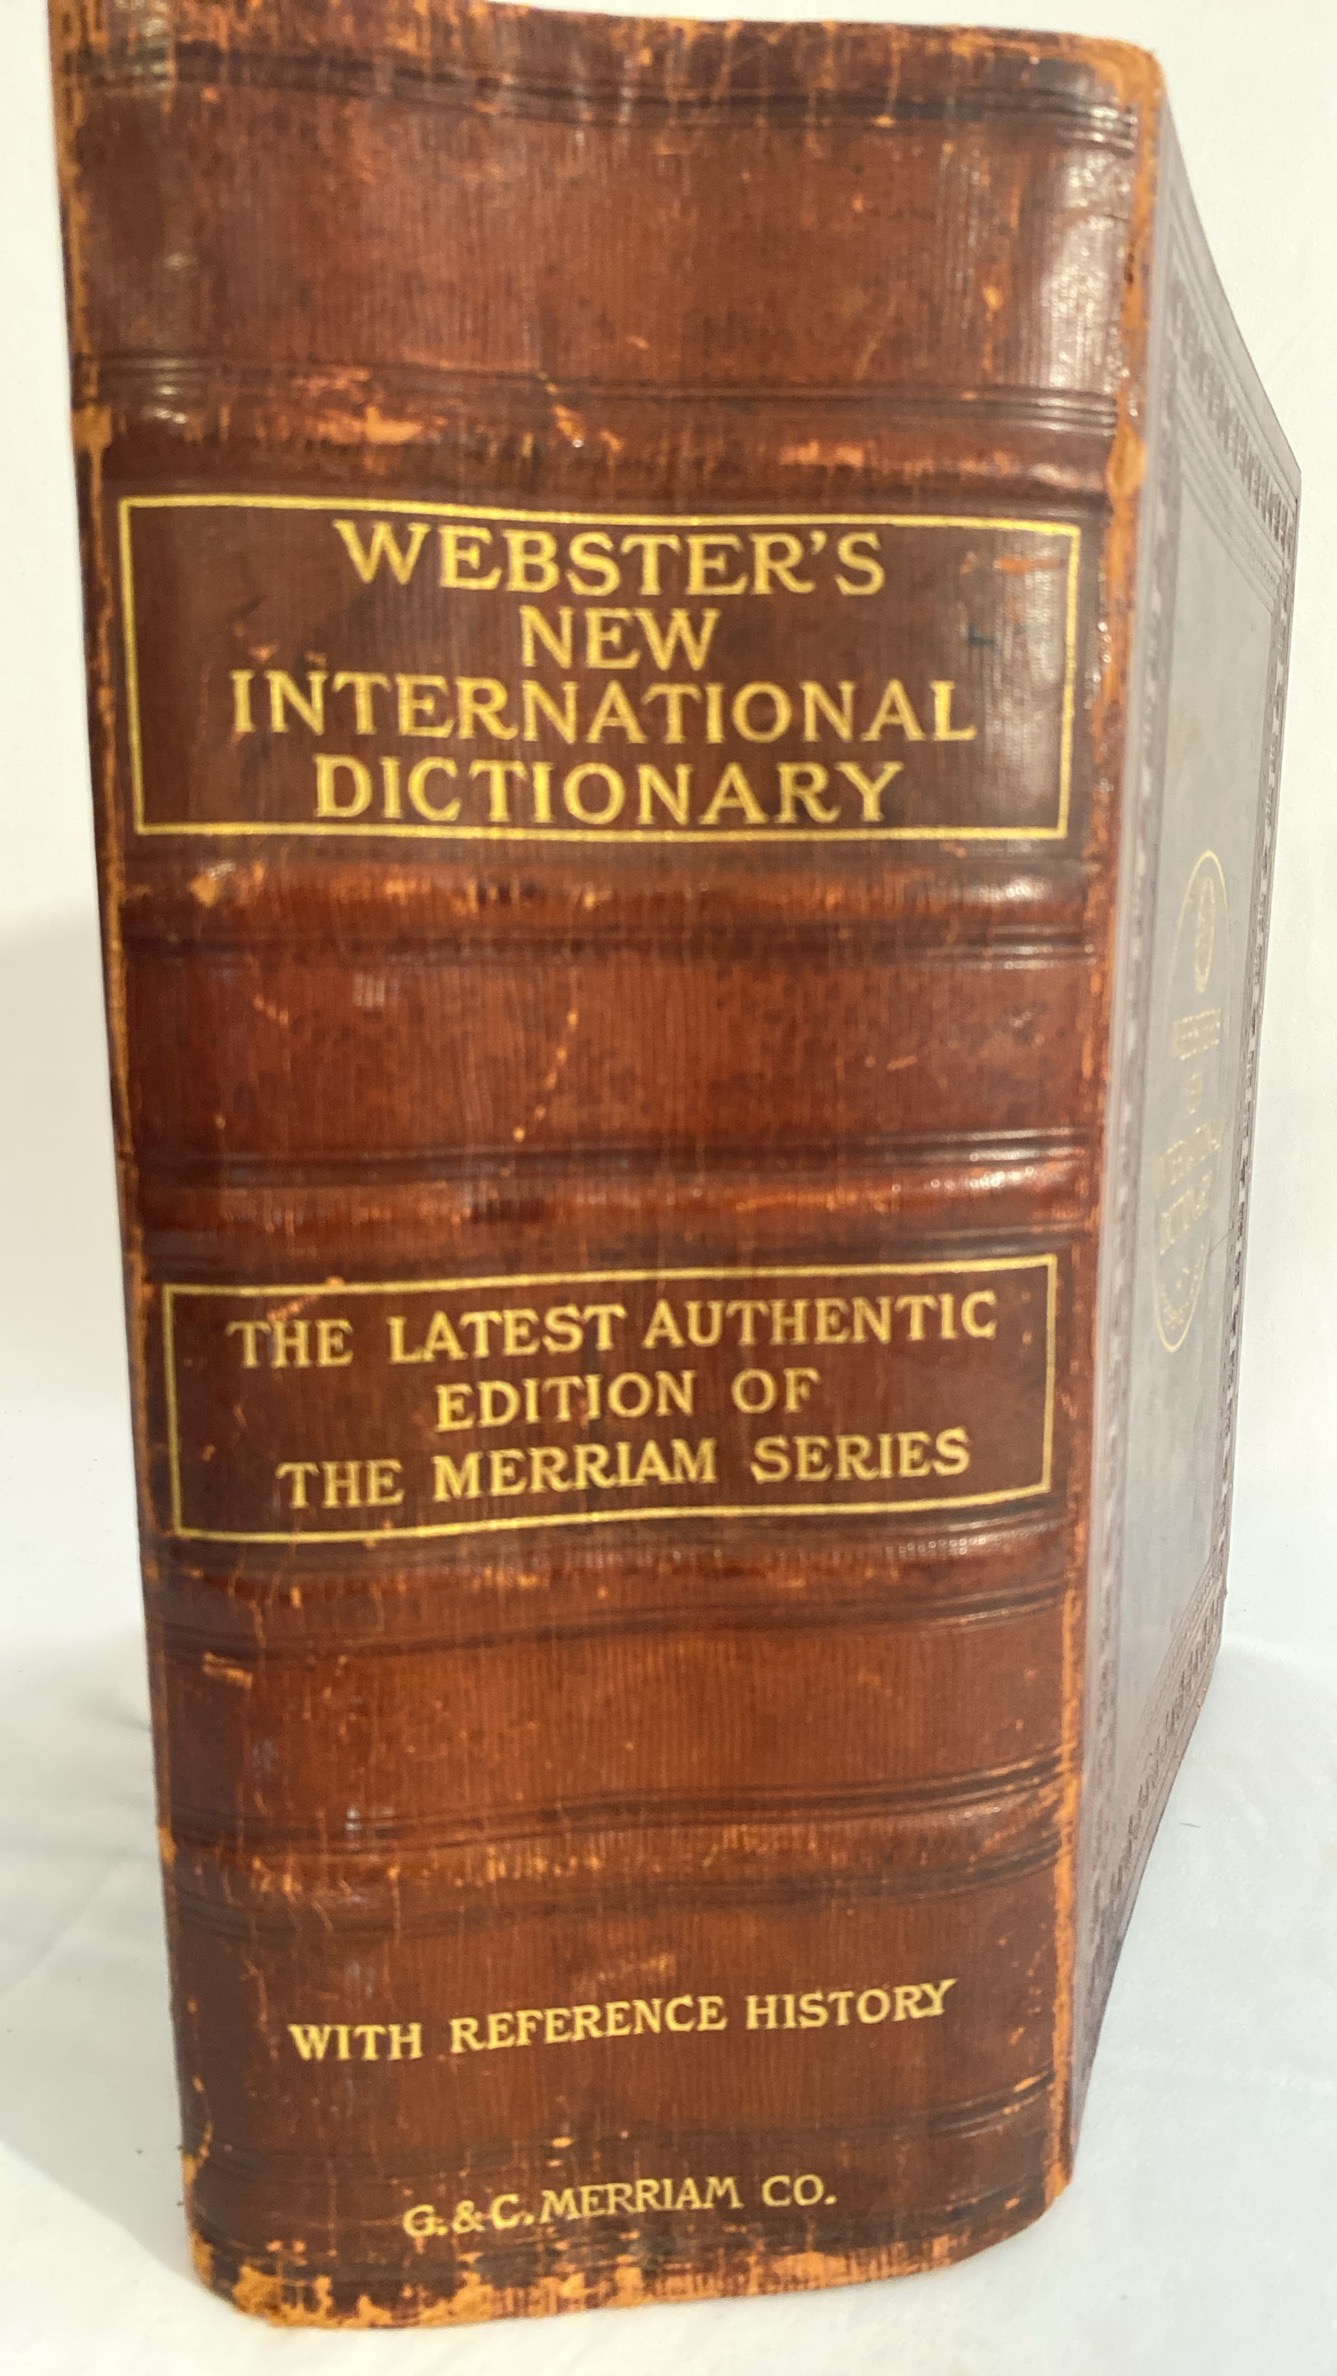 WEBSTER'S
NEW
INTERNATIONAL
DICTIONARY
THE LATEST AUTHENTIC
EDITION OF
THE MERRIAM SERIES
WITH REFERENCE HISTORY
G. & C. MERRIAM CO.